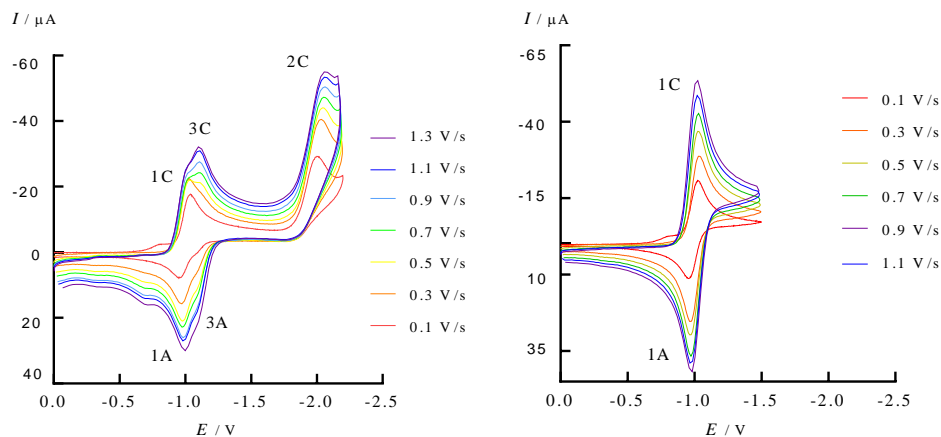 I / μA
-60
-40
-20
0
20
40
0.0 -0.5 -1.0 -1.5 -2.0 -2.5
E / V
1C
3C
2C
1A
3A
1.3 V/s
1.1 V/s
0.9 V/s
0.7 V/s
0.5 V/s
0.3 V/s
0.1 V/s
I / μA
-65
-40
-15
10
35
0.0 -0.5 -1.0 -1.5 -2.0 -2.5
E / V
1C
1A
0.1 V/s
0.3 V/s
0.5 V/s
0.7 V/s
0.9 V/s
1.1 V/s